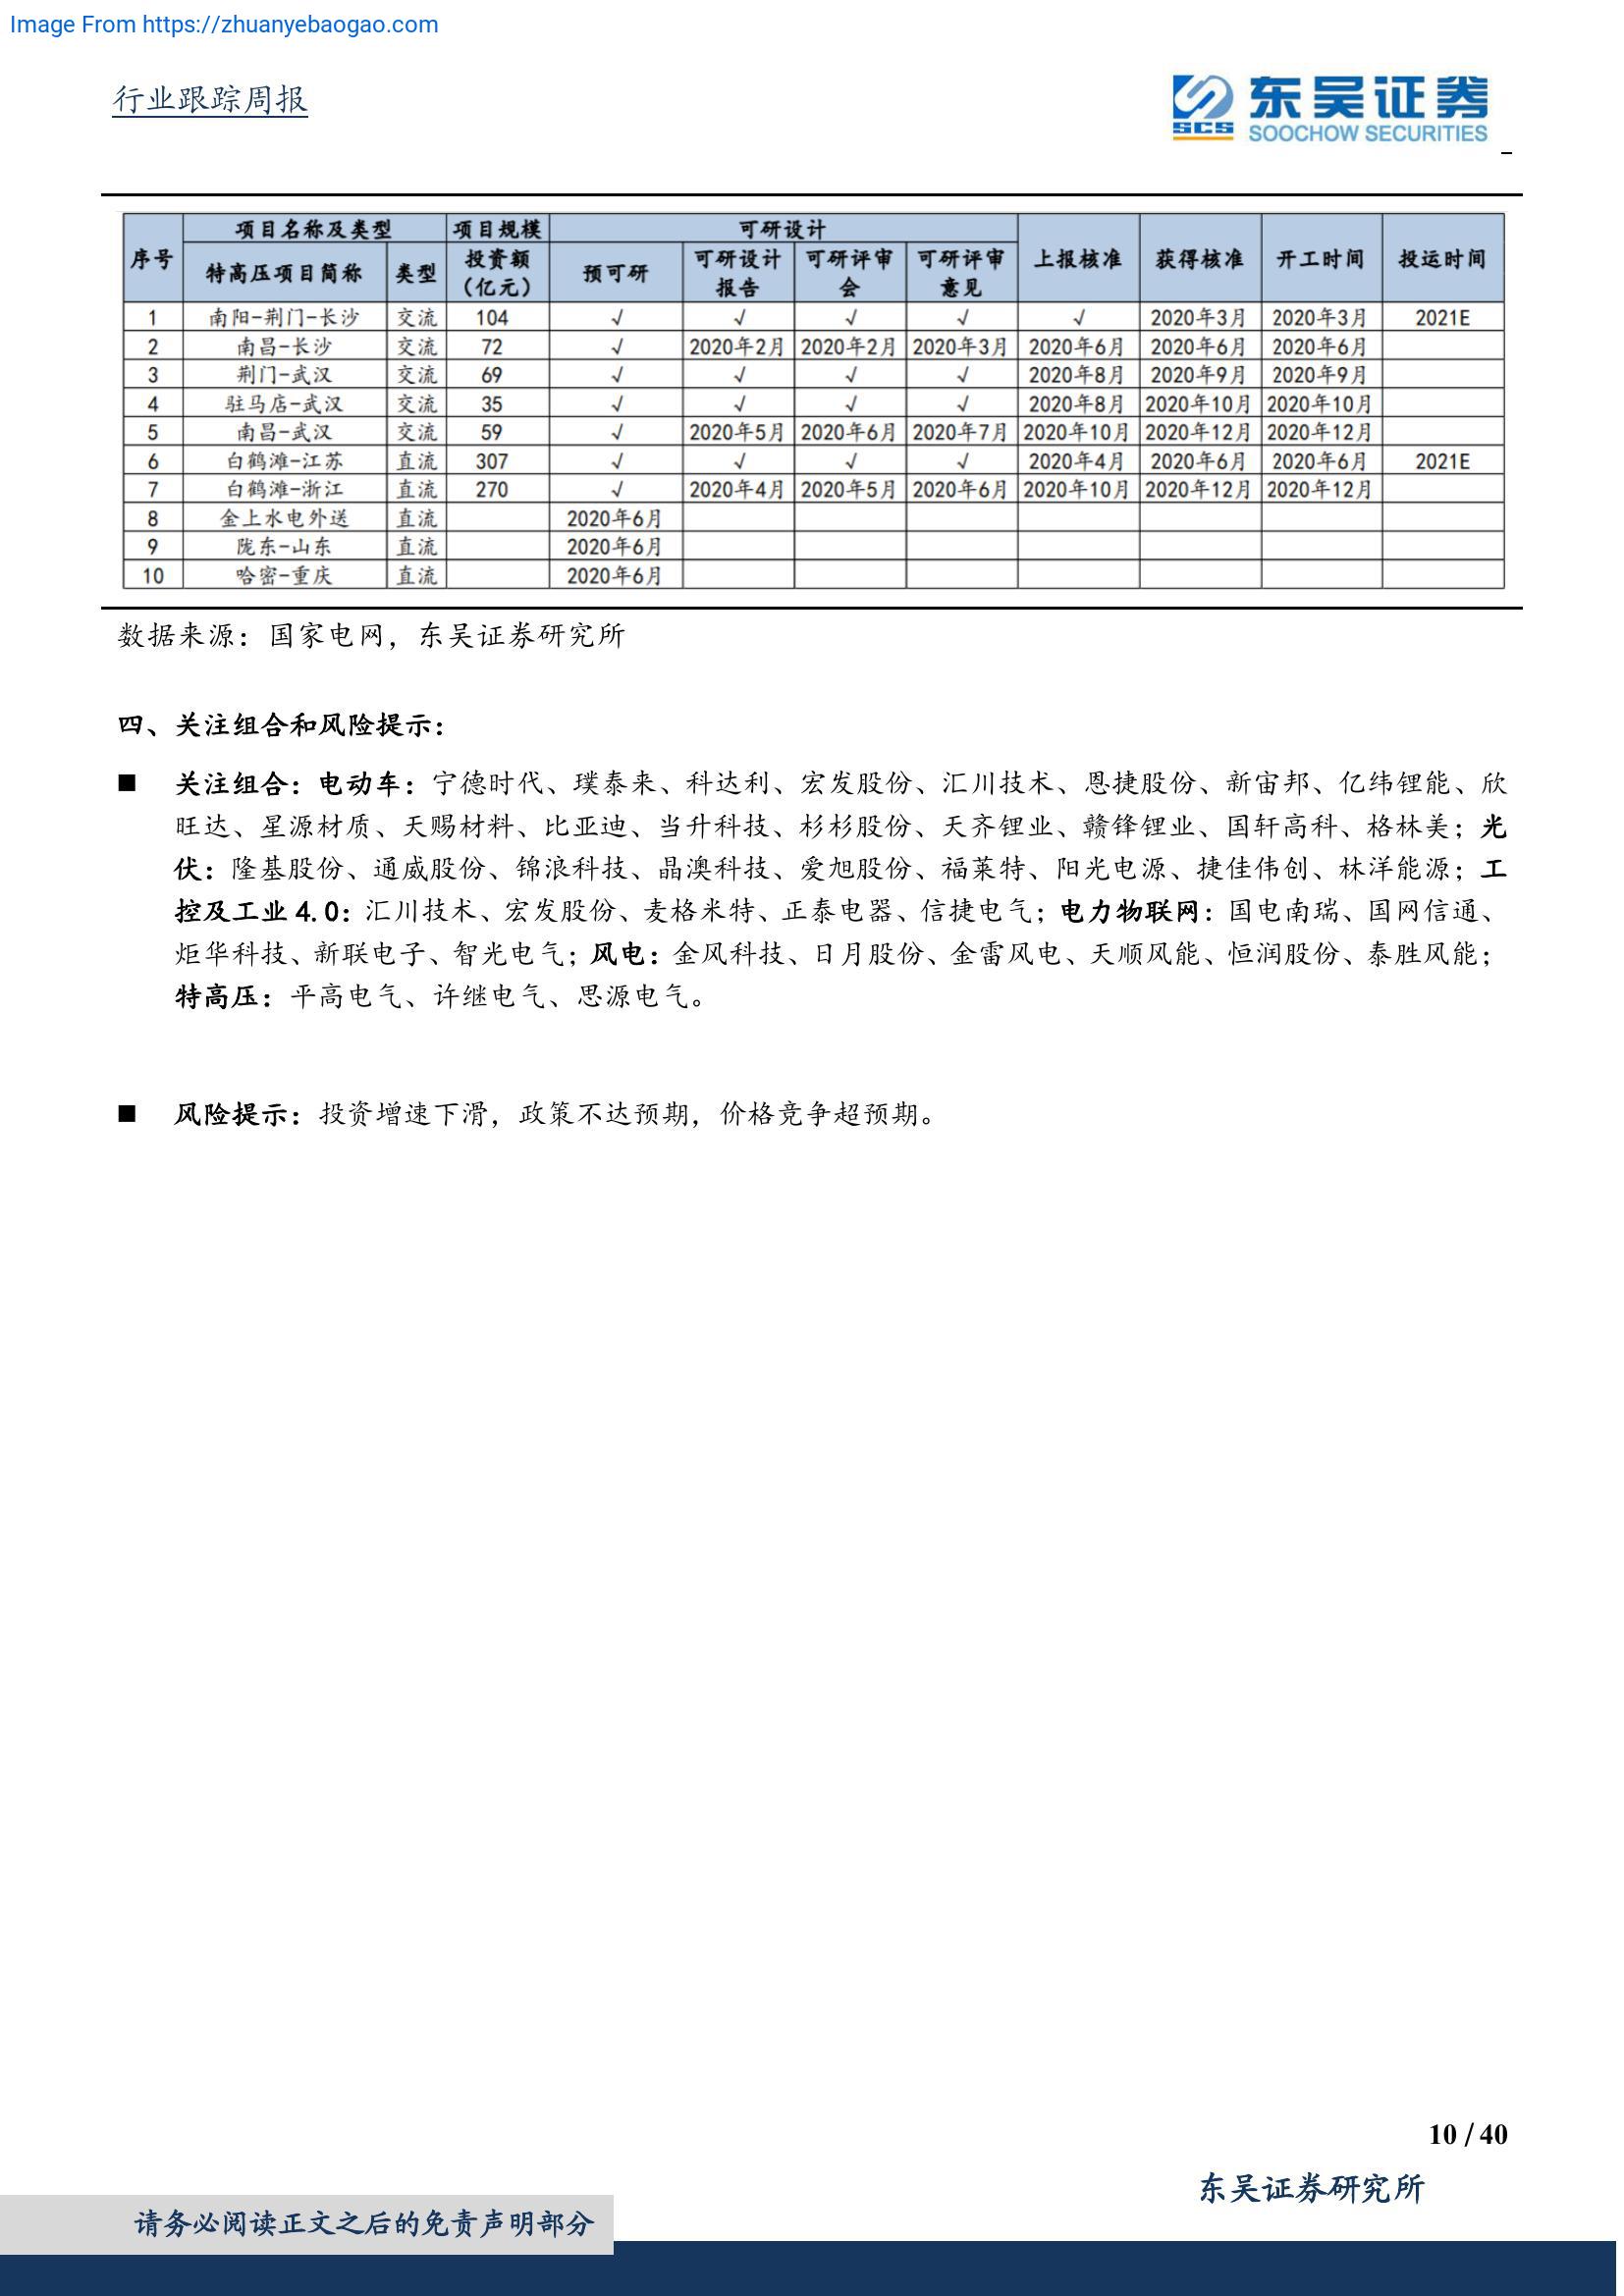 Image From https://zhuanyebaogao.com
行业跟踪周报
SCS 东吴证券
SOOCHOW SECURITIES
序号 项目名称及类型 项目规模 可研设计 上报核准 获得核准 开工时间 投运时间
特高压项目简称 类型 投资额（亿元） 预可研 可研设计报告 可研评审会 可研评审意见
1 南阳-荆门-长沙 交流 104 √ √ √ √ √ 2020年3月 2020年3月 2021E
2 南昌-长沙 交流 72 √ 2020年2月 2020年2月 2020年3月 2020年6月 2020年6月 2020年6月
3 荆门-武汉 交流 69 √ √ √ √ 2020年8月 2020年9月 2020年9月
4 驻马店-武汉 交流 35 √ √ √ √ 2020年8月 2020年10月 2020年10月
5 南昌-武汉 交流 59 √ 2020年5月 2020年6月 2020年7月 2020年10月 2020年12月 2020年12月
6 白鹤滩-江苏 直流 307 √ √ √ √ 2020年4月 2020年6月 2020年6月 2021E
7 白鹤滩-浙江 直流 270 √ 2020年4月 2020年5月 2020年6月 2020年10月 2020年12月 2020年12月
8 金上水电外送 直流 2020年6月
9 陇东-山东 直流 2020年6月
10 哈密-重庆 直流 2020年6月
数据来源：国家电网，东吴证券研究所
四、关注组合和风险提示：
■ 关注组合：电动车：宁德时代、璞泰来、科达利、宏发股份、汇川技术、恩捷股份、新宙邦、亿纬锂能、欣
旺达、星源材质、天赐材料、比亚迪、当升科技、杉杉股份、天齐锂业、赣锋锂业、国轩高科、格林美；光
伏：隆基股份、通威股份、锦浪科技、晶澳科技、爱旭股份、福莱特、阳光电源、捷佳伟创、林洋能源；工
控及工业 4.0：汇川技术、宏发股份、麦格米特、正泰电器、信捷电气；电力物联网：国电南瑞、国网信通、
炬华科技、新联电子、智光电气；风电：金风科技、日月股份、金雷风电、天顺风能、恒润股份、泰胜风能；
特高压：平高电气、许继电气、思源电气。
■ 风险提示：投资增速下滑，政策不达预期，价格竞争超预期。
10 / 40
东吴证券研究所
请务必阅读正文之后的免责声明部分